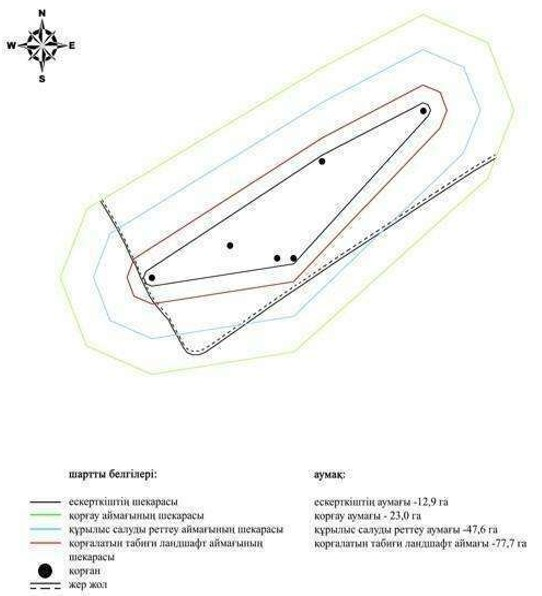 N
W E
S
шартты белгілері:
аумақ:
ескерткіштің шекарасы
қорғау аймағының шекарасы
құрылыс салуды реттеу аймағының шекарасы
қорғалатын табиғи ландшафт аймағының
шекарасы
қорған
жер жол
ескерткіштің аумағы -12,9 га
қорғау аумағы - 23,0 га
құрылыс салуды реттеу аумағы -47,6 га
қорғалатын табиғи ландшафт аймағы -77,7 га